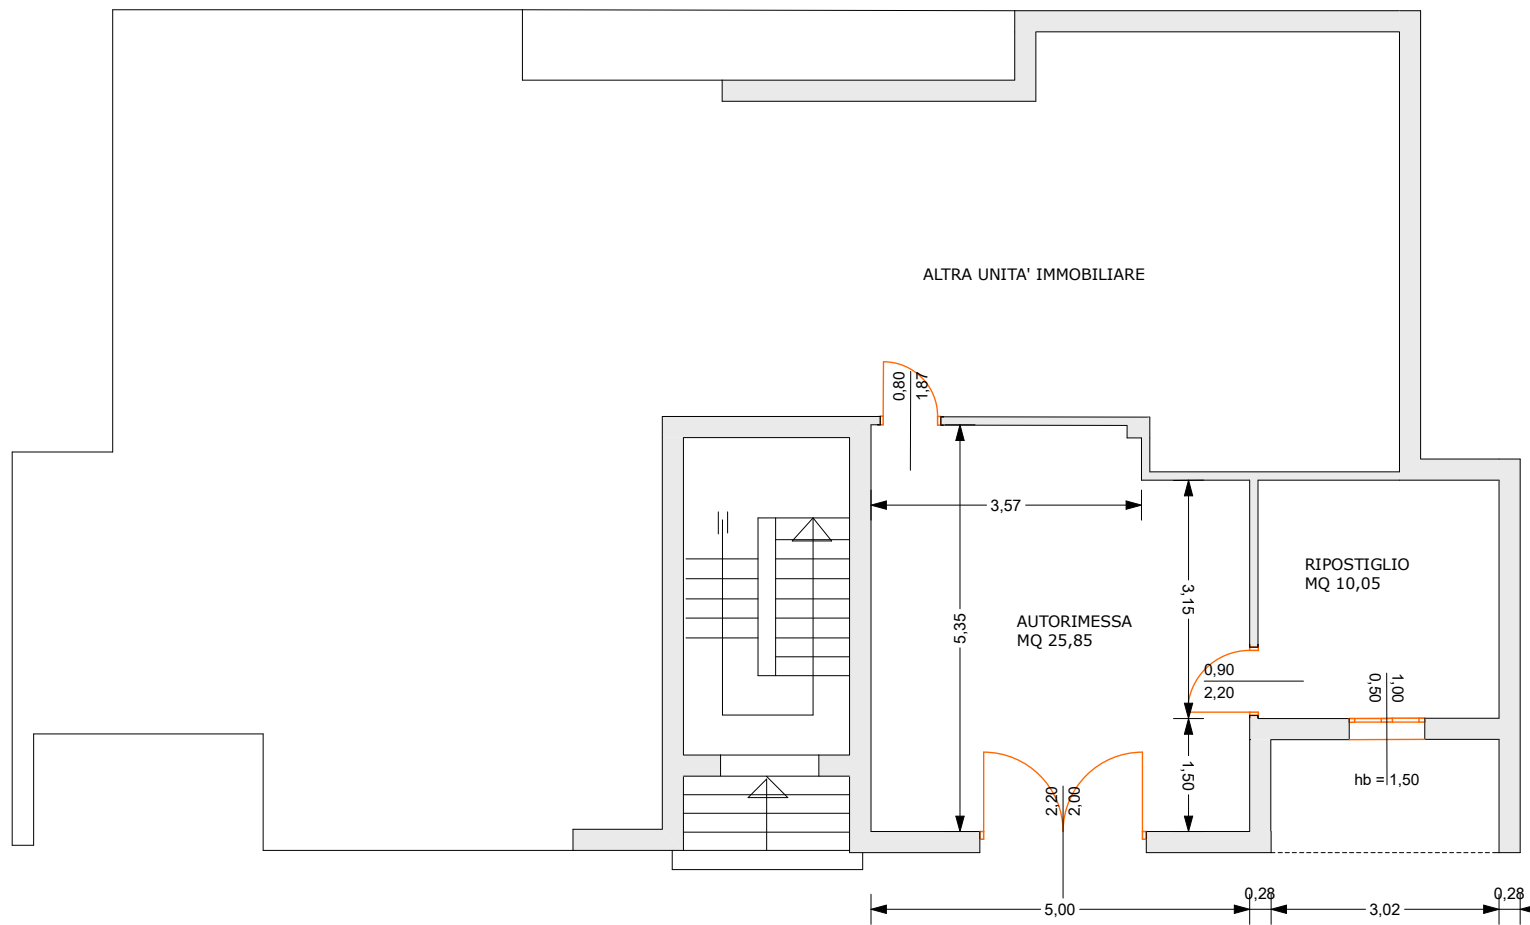 ALTRA UNITA' IMMOBILIARE
0,80
1,87
3,57
5,35
3,15
RIPOSTIGLIO
MQ 10,05
AUTORIMESSA
MQ 25,85
0,90
2,20
1,00
0,50
1,50
hb = 1,50
2,20
2,00
5,00
0,28
3,02
0,28